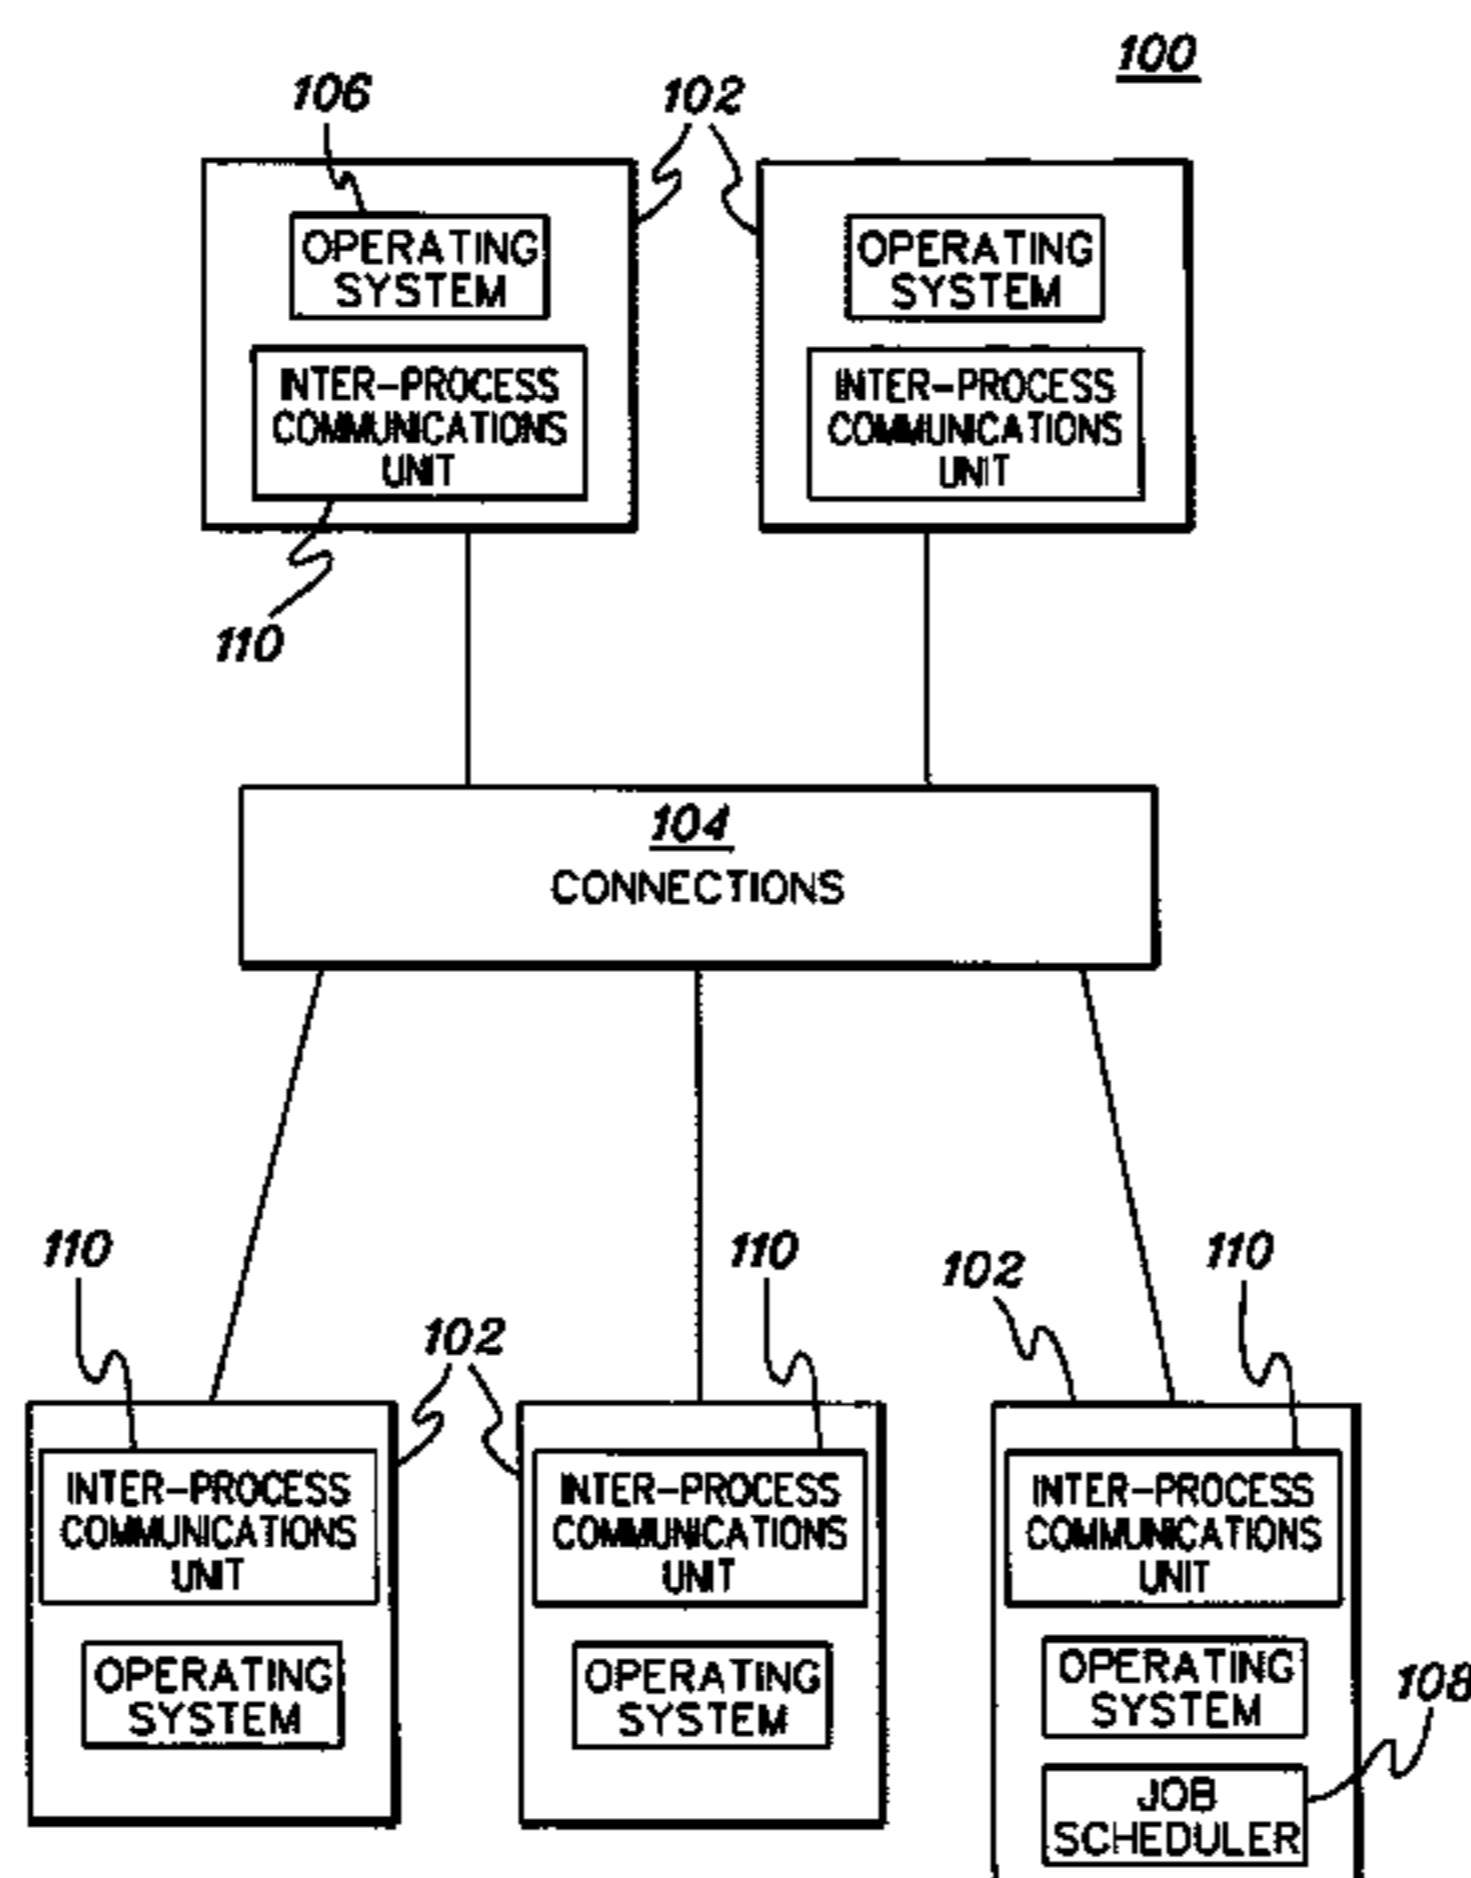 100
106
102
OPERATING
SYSTEM
INTER-PROCESS
COMMUNICATIONS
UNIT
OPERATING
SYSTEM
INTER-PROCESS
COMMUNICATIONS
UNIT
110
104
CONNECTIONS
110
102
110
102
110
INTER-PROCESS
COMMUNICATIONS
UNIT
OPERATING
SYSTEM
INTER-PROCESS
COMMUNICATIONS
UNIT
OPERATING
SYSTEM
INTER-PROCESS
COMMUNICATIONS
UNIT
OPERATING
SYSTEM
108
JOB
SCHEDULER